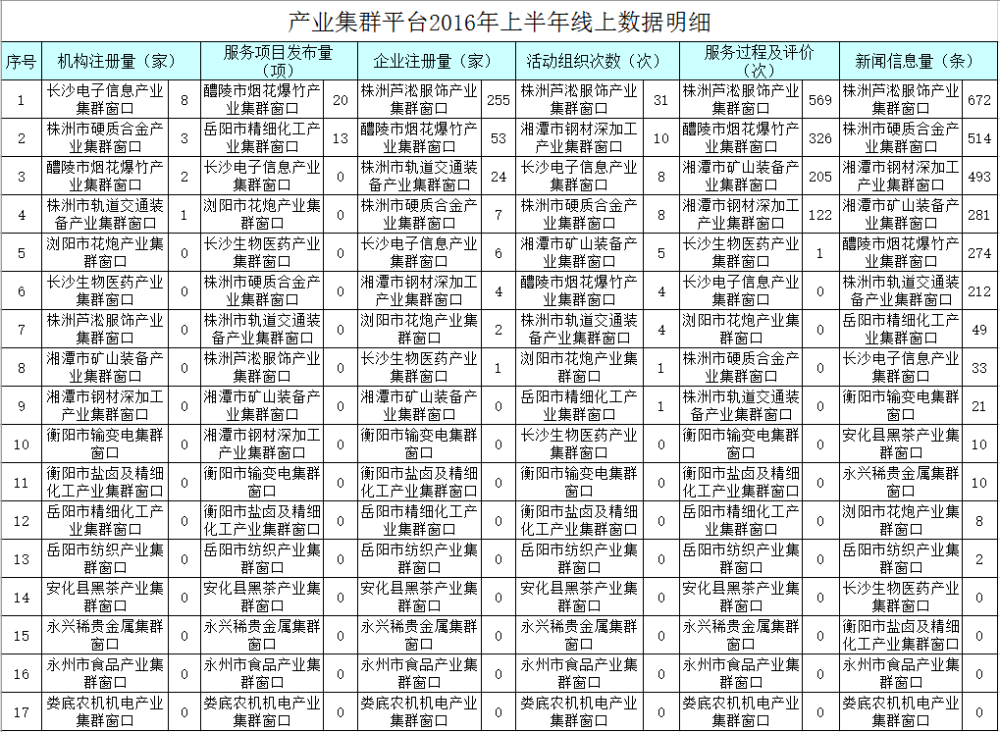 产业集群平台2016年上半年线上数据明细
序号 机构注册量（家） 服务项目发布量（项） 企业注册量（家） 活动组织次数（次） 服务过程及评价（次） 新闻信息量（条）
1 长沙电子信息产业集群窗口 8 醴陵市烟花爆竹产业集群窗口 20 株洲芦淞服饰产业集群窗口 255 株洲芦淞服饰产业集群窗口 31 株洲芦淞服饰产业集群窗口 569 株洲芦淞服饰产业集群窗口 672
2 株洲市硬质合金产业集群窗口 3 岳阳市精细化工产业集群窗口 13 醴陵市烟花爆竹产业集群窗口 53 湘潭市钢材深加工产业集群窗口 10 醴陵市烟花爆竹产业集群窗口 326 株洲市硬质合金产业集群窗口 514
3 醴陵市烟花爆竹产业集群窗口 2 长沙电子信息产业集群窗口 0 株洲市轨道交通装备产业集群窗口 24 长沙电子信息产业集群窗口 8 湘潭市矿山装备产业集群窗口 205 湘潭市钢材深加工产业集群窗口 493
4 株洲市轨道交通装备产业集群窗口 1 浏阳市花炮产业集群窗口 0 株洲市硬质合金产业集群窗口 7 株洲市硬质合金产业集群窗口 8 湘潭市钢材深加工产业集群窗口 122 湘潭市矿山装备产业集群窗口 281
5 浏阳市花炮产业集群窗口 0 长沙生物医药产业集群窗口 0 长沙电子信息产业集群窗口 6 湘潭市矿山装备产业集群窗口 5 长沙生物医药产业集群窗口 1 醴陵市烟花爆竹产业集群窗口 274
6 长沙生物医药产业集群窗口 0 株洲市硬质合金产业集群窗口 0 湘潭市钢材深加工产业集群窗口 4 醴陵市烟花爆竹产业集群窗口 4 长沙电子信息产业集群窗口 0 株洲市轨道交通装备产业集群窗口 212
7 株洲芦淞服饰产业集群窗口 0 株洲市轨道交通装备产业集群窗口 0 浏阳市花炮产业集群窗口 2 株洲市轨道交通装备产业集群窗口 4 浏阳市花炮产业集群窗口 0 岳阳市精细化工产业集群窗口 49
8 湘潭市矿山装备产业集群窗口 0 株洲芦淞服饰产业集群窗口 0 长沙生物医药产业集群窗口 1 浏阳市花炮产业集群窗口 1 株洲市硬质合金产业集群窗口 0 长沙电子信息产业集群窗口 33
9 湘潭市钢材深加工产业集群窗口 0 湘潭市矿山装备产业集群窗口 0 湘潭市矿山装备产业集群窗口 0 岳阳市精细化工产业集群窗口 1 株洲市轨道交通装备产业集群窗口 0 衡阳市输变电集群窗口 21
10 衡阳市输变电集群窗口 0 湘潭市钢材深加工产业集群窗口 0 衡阳市输变电集群窗口 0 长沙生物医药产业集群窗口 0 衡阳市输变电集群窗口 0 安化县黑茶产业集群窗口 10
11 衡阳市盐卤及精细化工产业集群窗口 0 衡阳市输变电集群窗口 0 衡阳市盐卤及精细化工产业集群窗口 0 衡阳市输变电集群窗口 0 衡阳市盐卤及精细化工产业集群窗口 0 永兴稀贵金属集群窗口 10
12 岳阳市精细化工产业集群窗口 0 衡阳市盐卤及精细化工产业集群窗口 0 岳阳市精细化工产业集群窗口 0 衡阳市盐卤及精细化工产业集群窗口 0 岳阳市精细化工产业集群窗口 0 浏阳市花炮产业集群窗口 8
13 岳阳市纺织产业集群窗口 0 岳阳市纺织产业集群窗口 0 岳阳市纺织产业集群窗口 0 岳阳市纺织产业集群窗口 0 岳阳市纺织产业集群窗口 0 岳阳市纺织产业集群窗口 2
14 安化县黑茶产业集群窗口 0 安化县黑茶产业集群窗口 0 安化县黑茶产业集群窗口 0 安化县黑茶产业集群窗口 0 安化县黑茶产业集群窗口 0 长沙生物医药产业集群窗口 0
15 永兴稀贵金属集群窗口 0 永兴稀贵金属集群窗口 0 永兴稀贵金属集群窗口 0 永兴稀贵金属集群窗口 0 永兴稀贵金属集群窗口 0 衡阳市盐卤及精细化工产业集群窗口 0
16 永州市食品产业集群窗口 0 永州市食品产业集群窗口 0 永州市食品产业集群窗口 0 永州市食品产业集群窗口 0 永州市食品产业集群窗口 0 永州市食品产业集群窗口 0
17 娄底农机机电产业集群窗口 0 娄底农机机电产业集群窗口 0 娄底农机机电产业集群窗口 0 娄底农机机电产业集群窗口 0 娄底农机机电产业集群窗口 0 娄底农机机电产业集群窗口 0